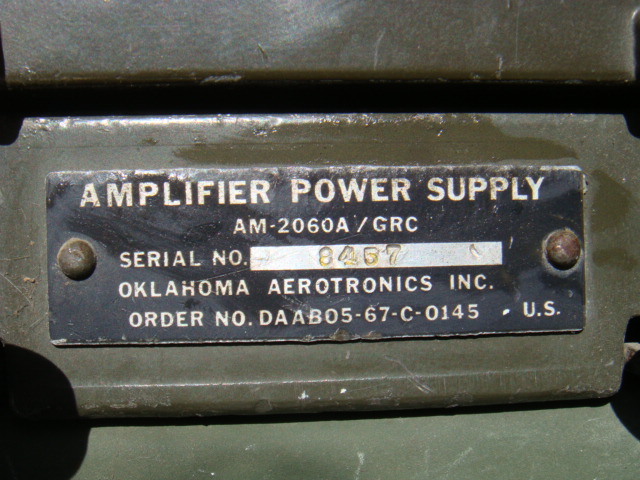 AMPLIFIER POWER SUPPLY
AM-2060A/GRC
SERIAL NO. 8467
OKLAHOMA AEROTRONICS INC.
ORDER NO. DAAB05-67-C-0145 • U.S.